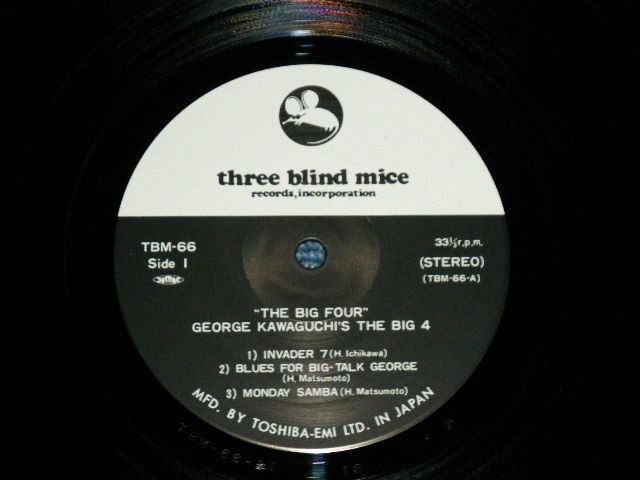 three blind mice
records, incorporation
TBM-66
Side 1
33⅓r.p.m.
(STEREO)
(TBM-66-A)
"THE BIG FOUR"
GEORGE KAWAGUCHI'S THE BIG 4
1) INVADER 7 (H. Ichikawa)
2) BLUES FOR BIG-TALK GEORGE
(H. Matsumoto)
3) MONDAY SAMBA (H. Matsumoto)
MFD. BY TOSHIBA-EMI LTD. IN JAPAN